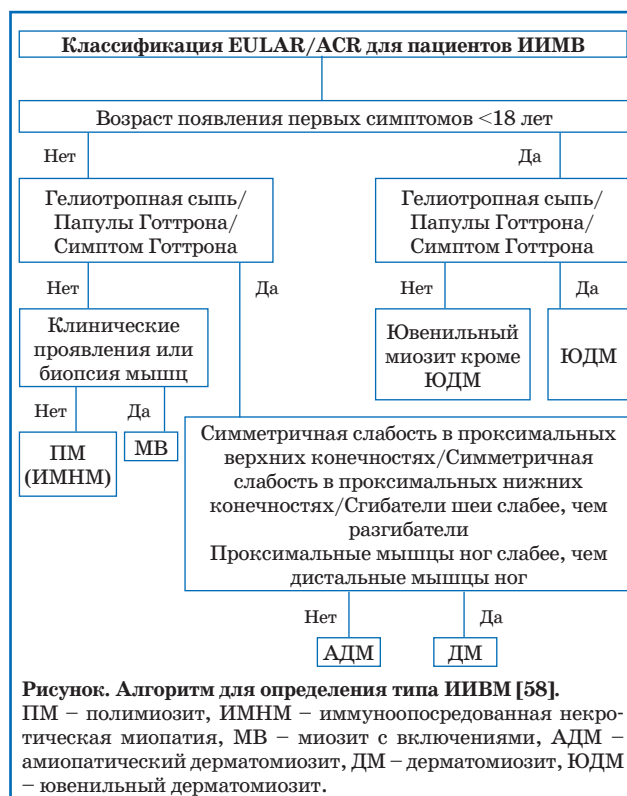 Классификация EULAR/ACR для пациентов ИИМВ
Возраст появления первых симптомов <18 лет
Нет
Да
Гелиотропная сыпь/
Папулы Готтрона/
Симптом Готтрона
Гелиотропная сыпь/
Папулы Готтрона/
Симптом Готтрона
Нет
Да
Нет
Да
Клинические
проявления или
биопсия мышц
Ювенильный
миозит кроме
ЮДМ
ЮДМ
Нет
Да
ПМ
(ИМНМ)
МВ
Симметричная слабость в проксимальных
верхних конечностях/Симметричная
слабость в проксимальных нижних
конечностях/Сгибатели шеи слабее, чем
разгибатели
Проксимальные мышцы ног слабее, чем
дистальные мышцы ног
Нет
Да
АДМ
ДМ
Рисунок. Алгоритм для определения типа ИИВМ [58].
ПМ – полимиозит, ИМНМ – иммуноопосредованная некро-
тическая миопатия, МВ – миозит с включениями, АДМ –
амиопатический дерматомиозит, ДМ – дерматомиозит, ЮДМ
– ювенильный дерматомиозит.